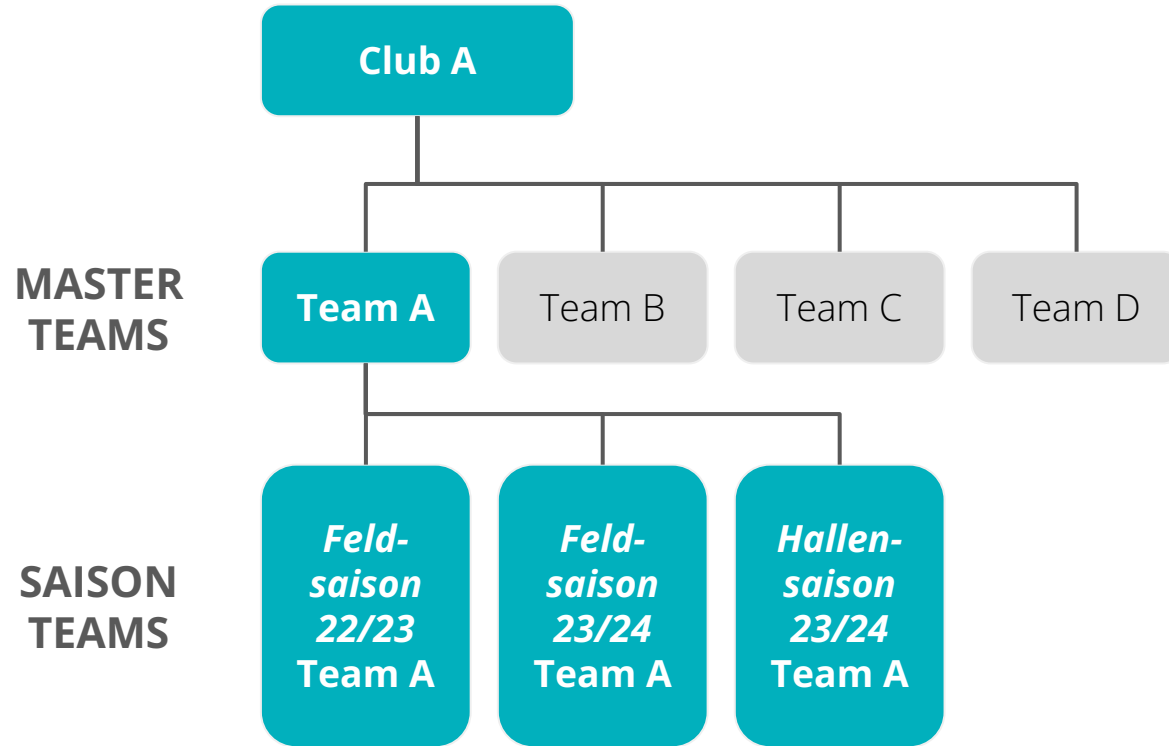 Club A
MASTER
TEAMS
Team A
Team B
Team C
Team D
SAISON
TEAMS
Feld-
saison
22/23
Team A
Feld-
saison
23/24
Team A
Hallen-
saison
23/24
Team A